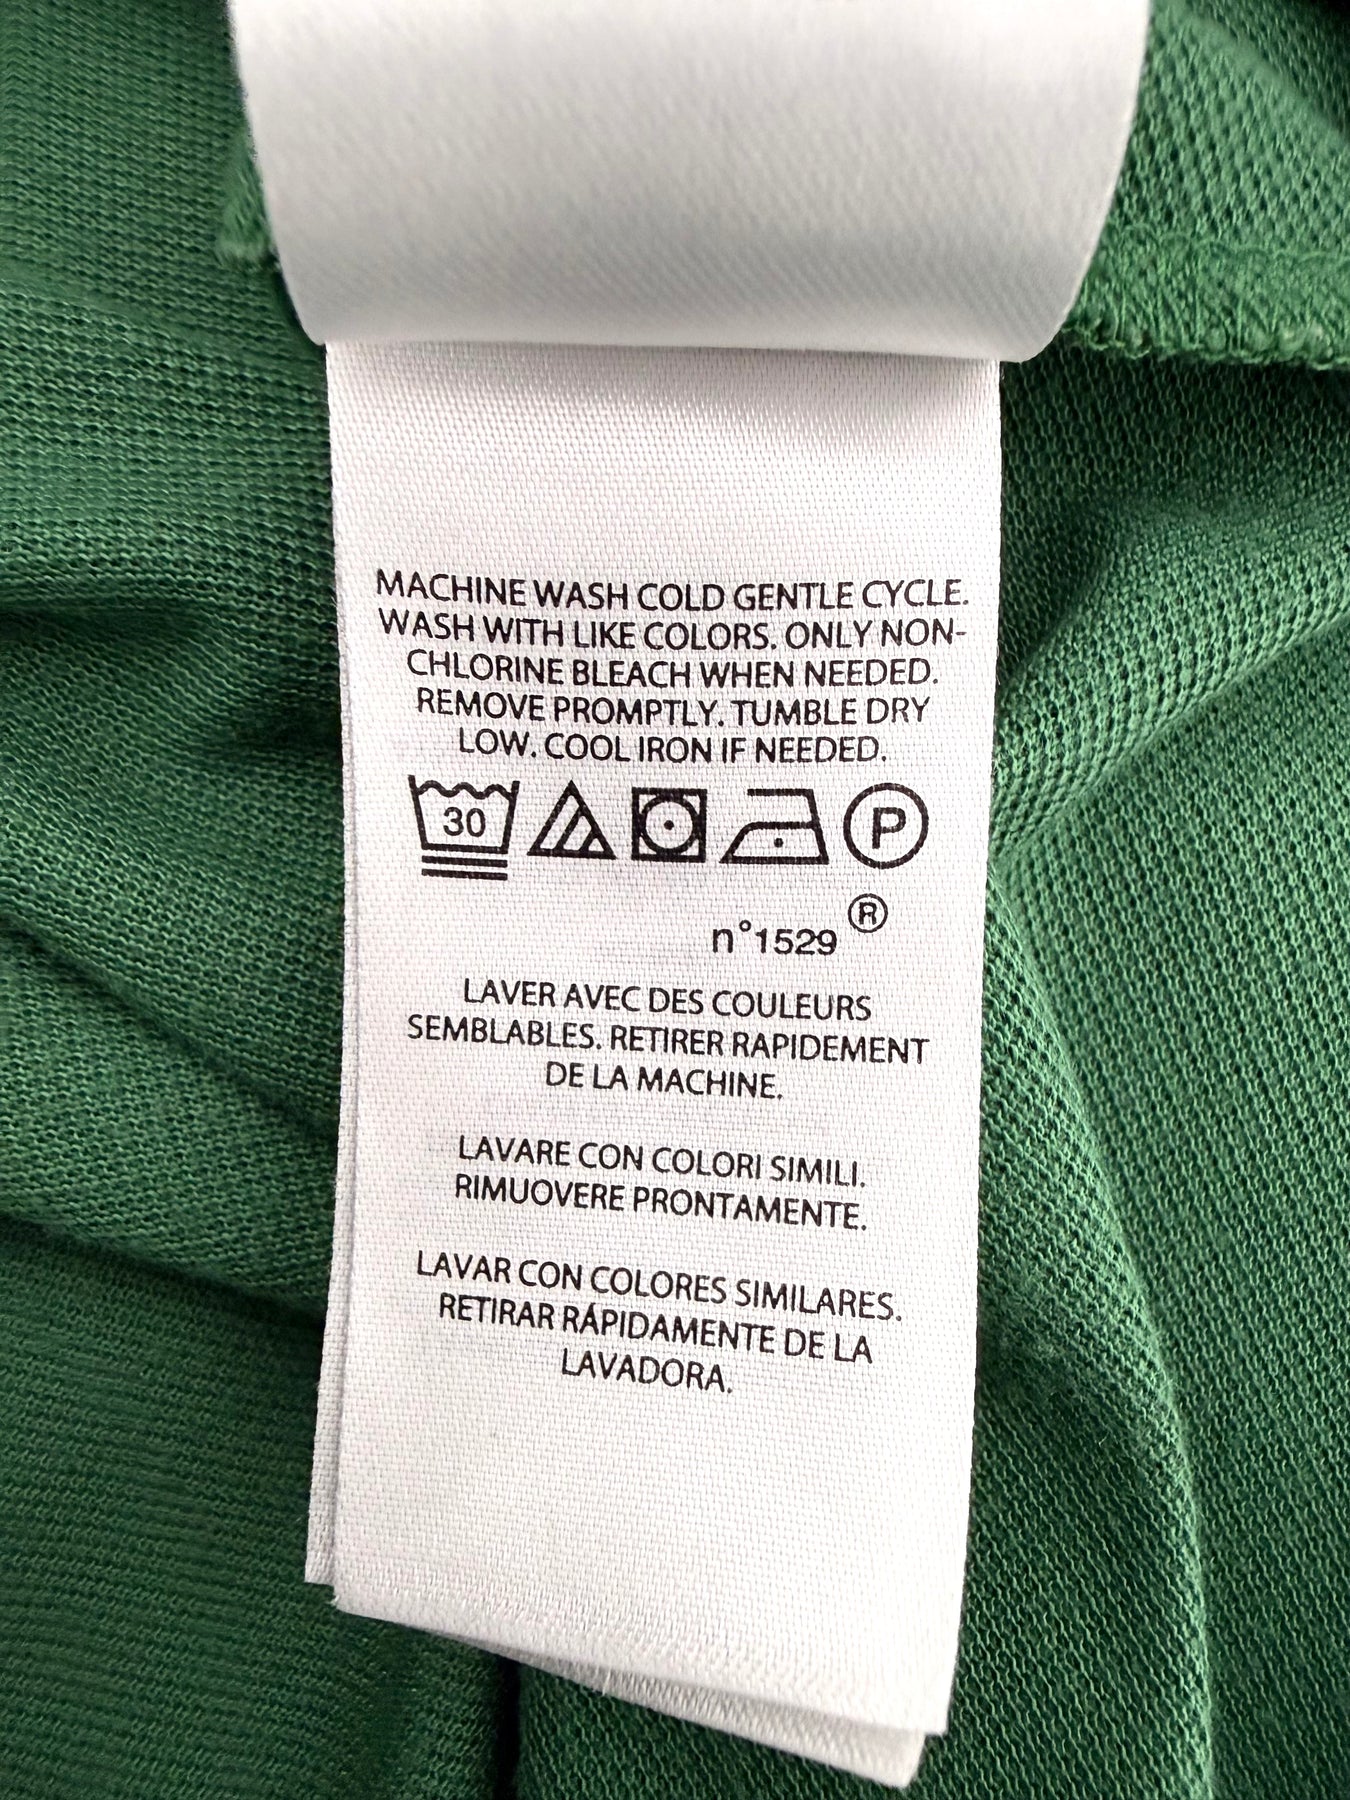 MACHINE WASH COLD GENTLE CYCLE.
WASH WITH LIKE COLORS. ONLY NON-
CHLORINE BLEACH WHEN NEEDED.
REMOVE PROMPTLY. TUMBLE DRY
LOW. COOL IRON IF NEEDED.
30 P
n°1529 ®
LAVER AVEC DES COULEURS
SEMBLABLES. RETIRER RAPIDEMENT
DE LA MACHINE.
LAVARE CON COLORI SIMILI.
RIMUOVERE PRONTAMENTE.
LAVAR CON COLORES SIMILARES.
RETIRAR RÁPIDAMENTE DE LA
LAVADORA.